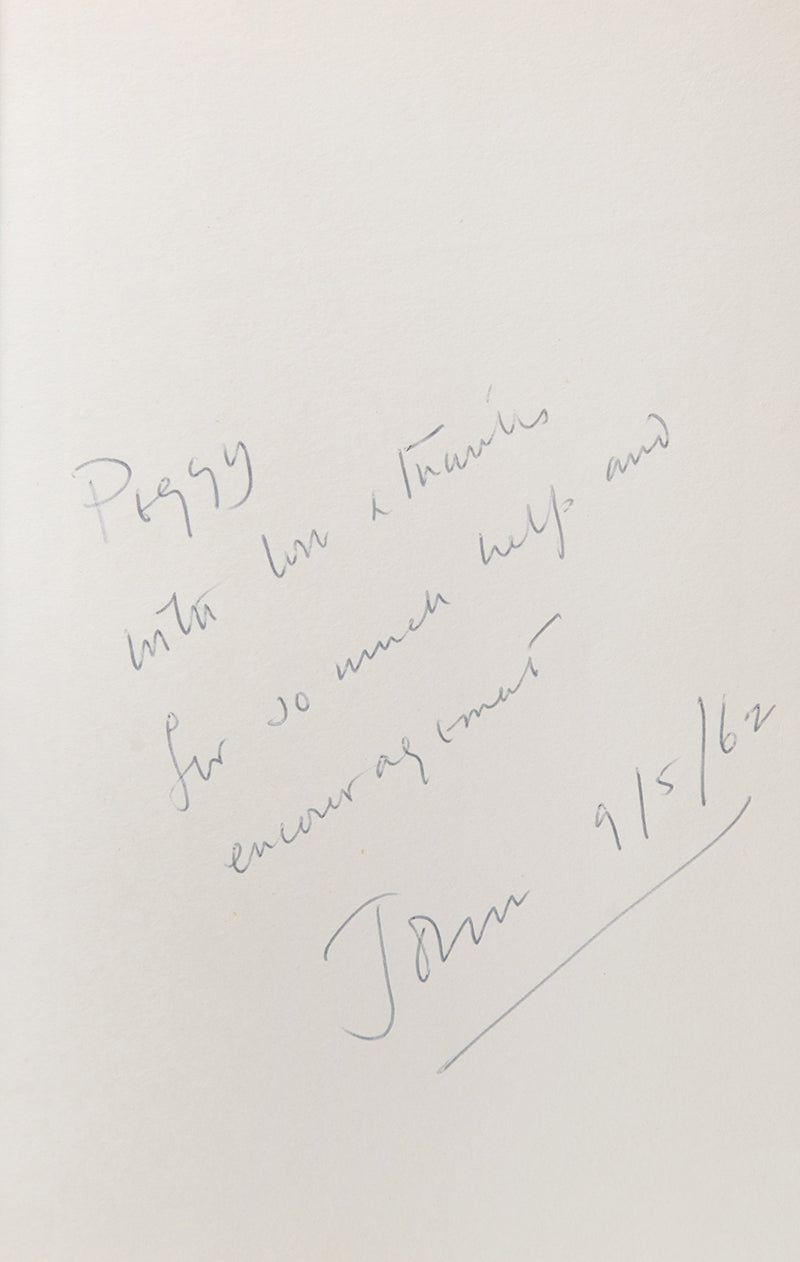 Peggy
with love & thanks
for so much help and
encouragement
John 9/5/62